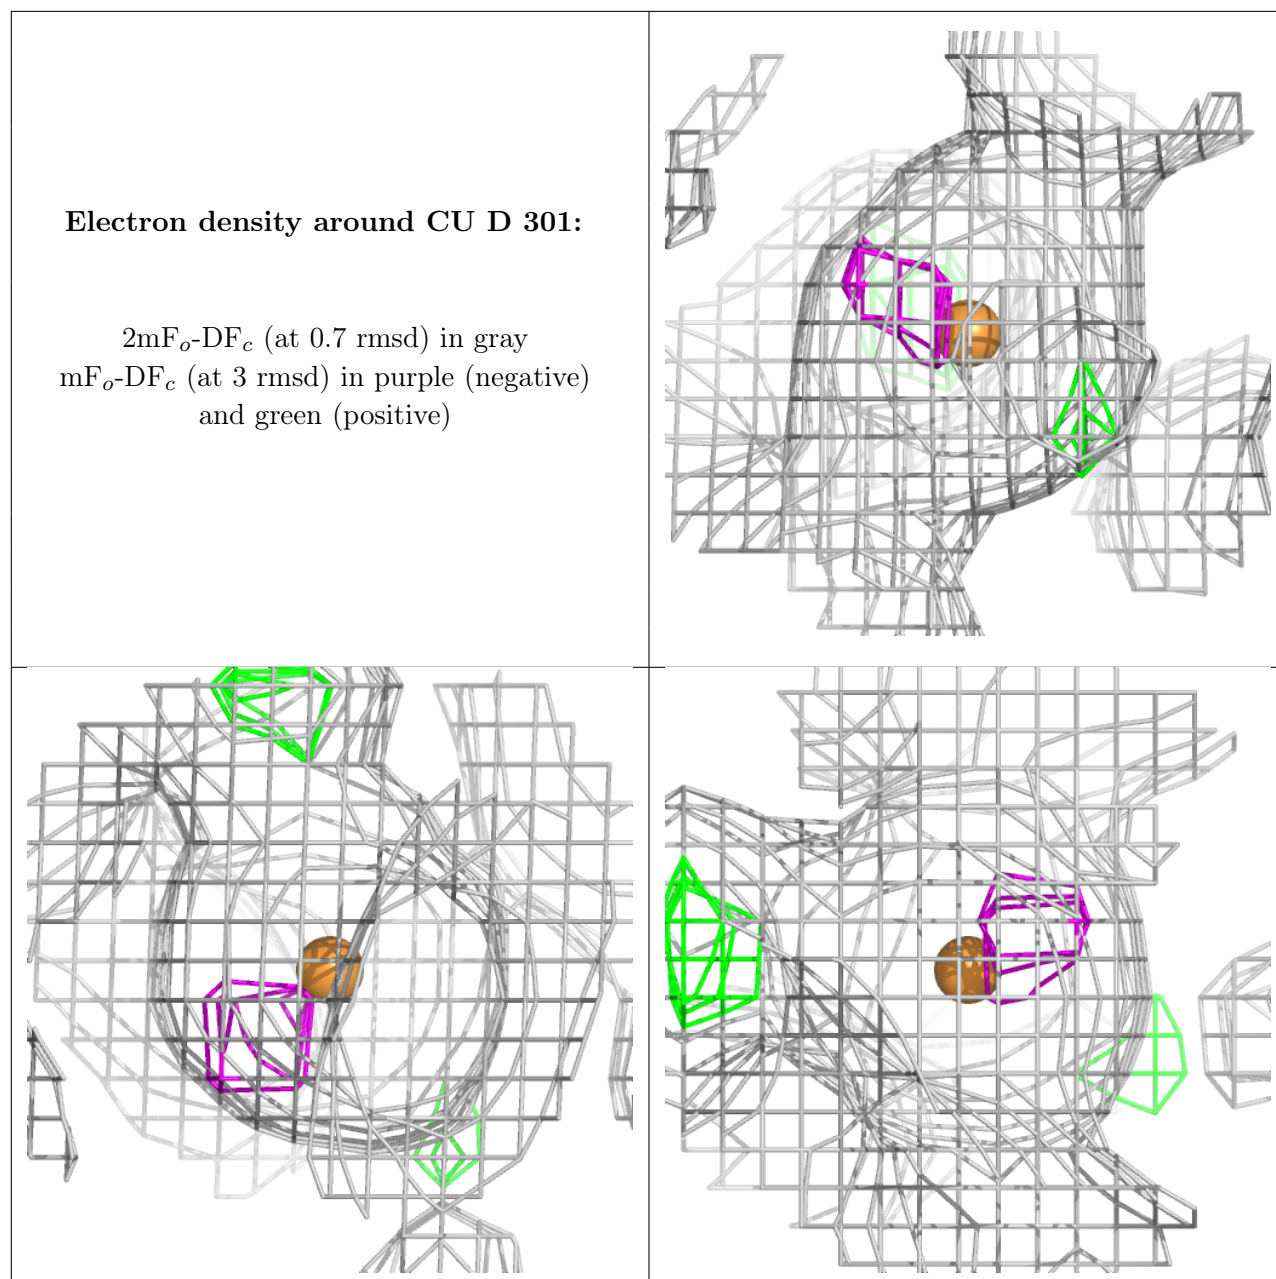 Electron density around CU D 301:
2mFo-DFc (at 0.7 rmsd) in gray
mFo-DFc (at 3 rmsd) in purple (negative)
and green (positive)